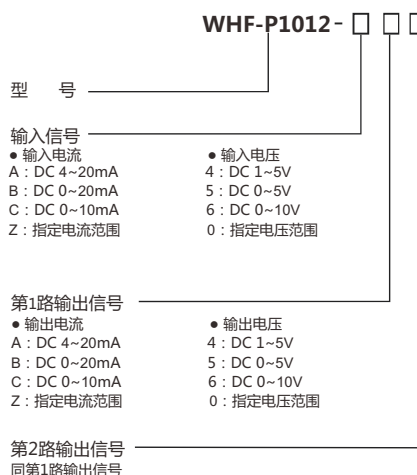 WHF-P1012- □ □ □
型 号
输入信号
● 输入电流 ● 输入电压
A：DC 4~20mA 4：DC 1~5V
B：DC 0~20mA 5：DC 0~5V
C：DC 0~10mA 6：DC 0~10V
Z：指定电流范围 0：指定电压范围
第1路输出信号
● 输出电流 ● 输出电压
A：DC 4~20mA 4：DC 1~5V
B：DC 0~20mA 5：DC 0~5V
C：DC 0~10mA 6：DC 0~10V
Z：指定电流范围 0：指定电压范围
第2路输出信号
同第1路输出信号